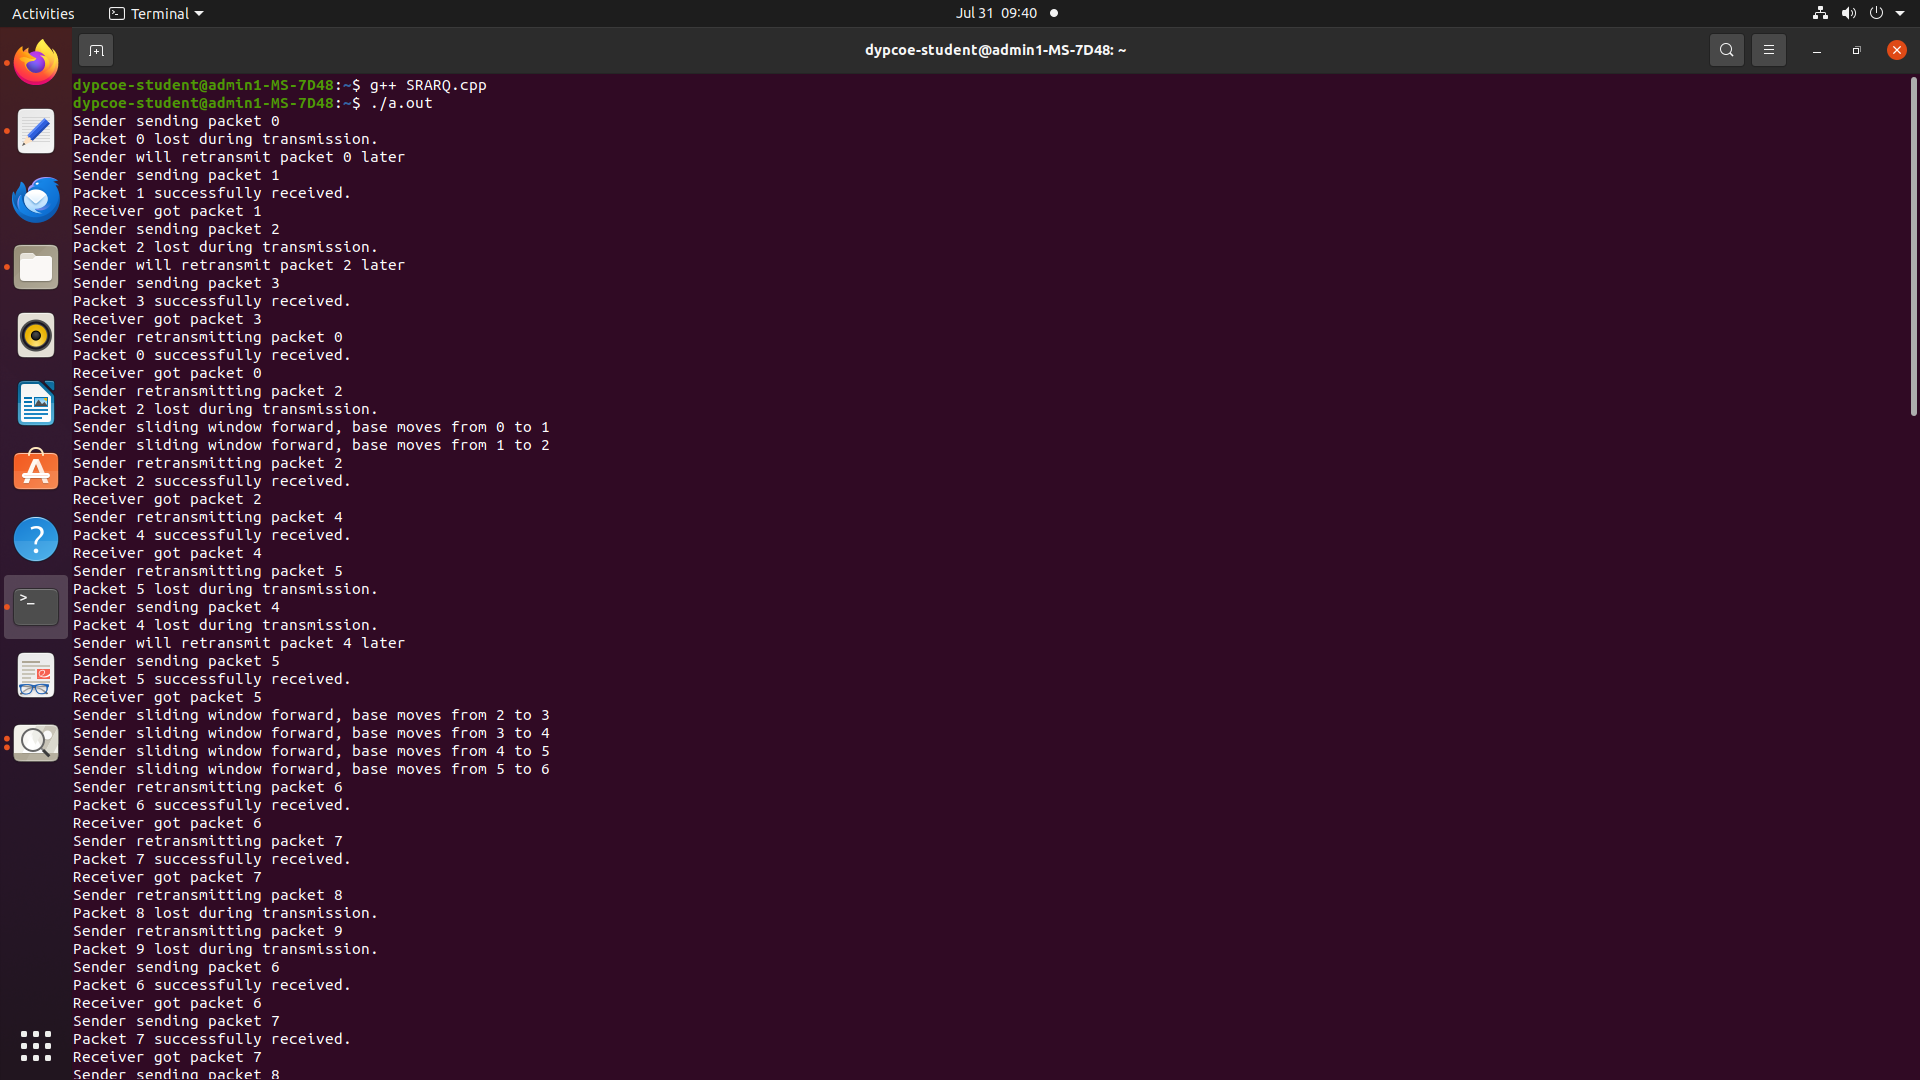 Activities
Terminal
Jul 31 09:40
dypcoe-student@admin1-MS-7D48: ~
dypcoe-student@admin1-MS-7D48:~$ g++ SRARQ.cpp
dypcoe-student@admin1-MS-7D48:~$ ./a.out
Sender sending packet 0
Packet 0 lost during transmission.
Sender will retransmit packet 0 later
Sender sending packet 1
Packet 1 successfully received.
Receiver got packet 1
Sender sending packet 2
Packet 2 lost during transmission.
Sender will retransmit packet 2 later
Sender sending packet 3
Packet 3 successfully received.
Receiver got packet 3
Sender retransmitting packet 0
Packet 0 successfully received.
Receiver got packet 0
Sender retransmitting packet 2
Packet 2 lost during transmission.
Sender sliding window forward, base moves from 0 to 1
Sender sliding window forward, base moves from 1 to 2
Sender retransmitting packet 2
Packet 2 successfully received.
Receiver got packet 2
Sender retransmitting packet 4
Packet 4 successfully received.
Receiver got packet 4
Sender retransmitting packet 5
Packet 5 lost during transmission.
Sender sending packet 4
Packet 4 lost during transmission.
Sender will retransmit packet 4 later
Sender sending packet 5
Packet 5 successfully received.
Receiver got packet 5
Sender sliding window forward, base moves from 2 to 3
Sender sliding window forward, base moves from 3 to 4
Sender sliding window forward, base moves from 4 to 5
Sender sliding window forward, base moves from 5 to 6
Sender retransmitting packet 6
Packet 6 successfully received.
Receiver got packet 6
Sender retransmitting packet 7
Packet 7 successfully received.
Receiver got packet 7
Sender retransmitting packet 8
Packet 8 lost during transmission.
Sender retransmitting packet 9
Packet 9 lost during transmission.
Sender sending packet 6
Packet 6 successfully received.
Receiver got packet 6
Sender sending packet 7
Packet 7 successfully received.
Receiver got packet 7
Sender sending packet 8